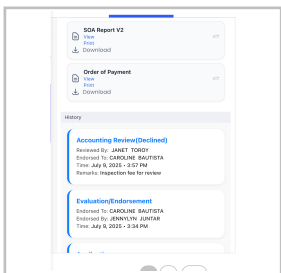 SOA Report V2
View
Print
Download
Order of Payment
View
Print
Download
History
Accounting Review(Declined)
Reviewed By: JANET TOROY
Endorsed To: CAROLINE BAUTISTA
Time: July 9, 2025 • 3:57 PM
Remarks: Inspection fee for review
Evaluation/Endorsement
Endorsed To: CAROLINE BAUTISTA
Endorsed By: JENNYLYN JUNTAR
Time: July 9, 2025 • 3:34 PM